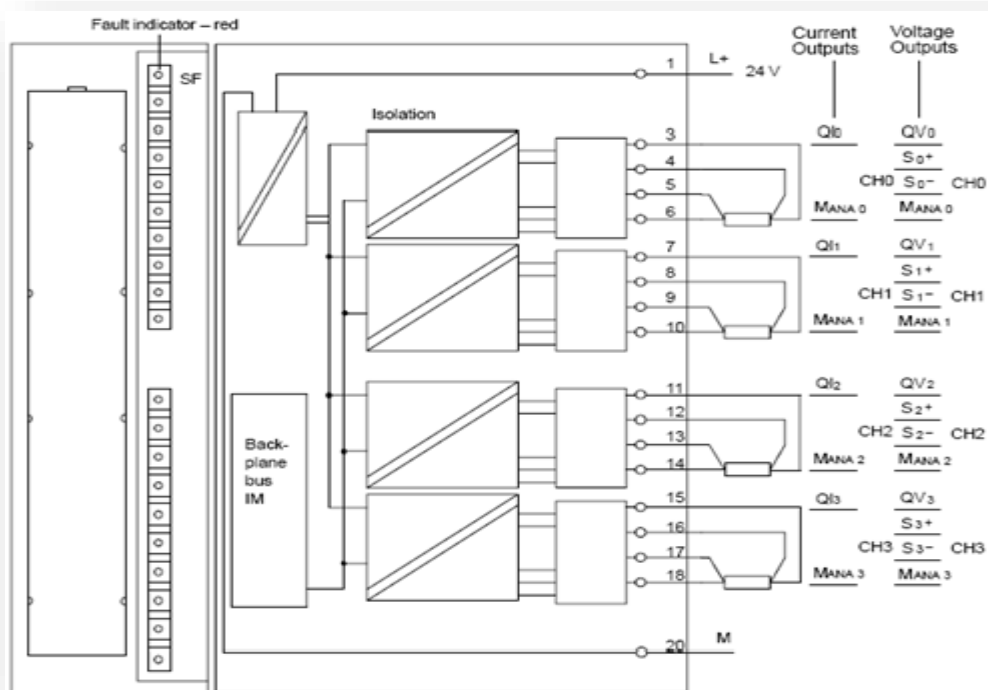 Fault indicator – red
SF
Current Outputs
Voltage Outputs
1
L+
24 V
Isolation
3
QI0
QV0
4
S0+
5
CH0
S0–
CH0
6
MANA 0
MANA 0
7
QI1
QV1
8
S1+
9
CH1
S1–
CH1
10
MANA 1
MANA 1
11
QI2
QV2
12
S2+
13
CH2
S2–
CH2
14
MANA 2
MANA 2
Back-
plane
bus
IM
15
QI3
QV3
16
S3+
17
CH3
S3–
CH3
18
MANA 3
MANA 3
20
M